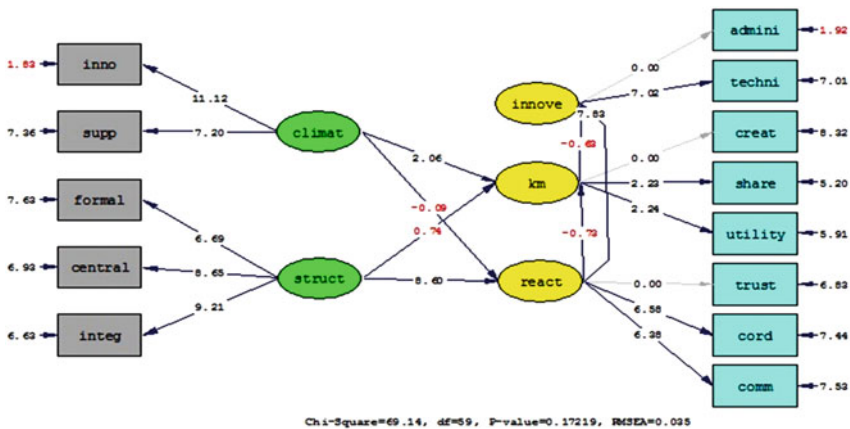 1.83
inno
7.36
supp
7.63
formal
6.93
central
6.63
integ
11.12
7.20
6.69
8.65
9.21
climat
struct
2.06
-0.09
0.74
8.60
innove
km
react
7.83
-0.63
-0.73
0.00
7.02
0.00
2.23
2.24
0.00
6.58
6.38
admini
1.92
techni
7.01
creat
8.32
share
5.20
utility
5.91
trust
6.83
cord
7.44
comm
7.53
Chi-Square=69.14, df=59, P-value=0.17219, RMSEA=0.035